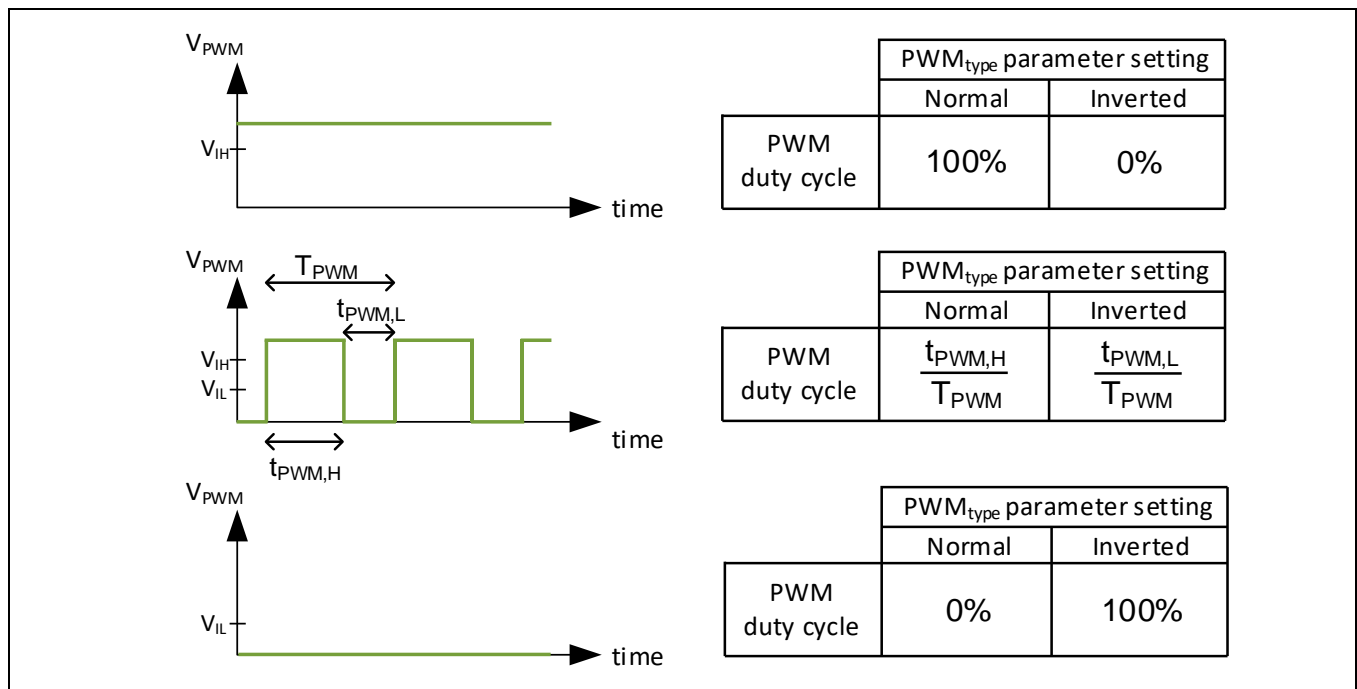 V_PWM
V_IH
time
PWM_type parameter setting
Normal Inverted
PWM
duty cycle
100% 0%
V_PWM
T_PWM
t_PWM,L
V_IH
V_IL
time
t_PWM,H
PWM_type parameter setting
Normal Inverted
PWM
duty cycle
t_PWM,H
T_PWM
t_PWM,L
T_PWM
V_PWM
V_IL
time
PWM_type parameter setting
Normal Inverted
PWM
duty cycle
0% 100%